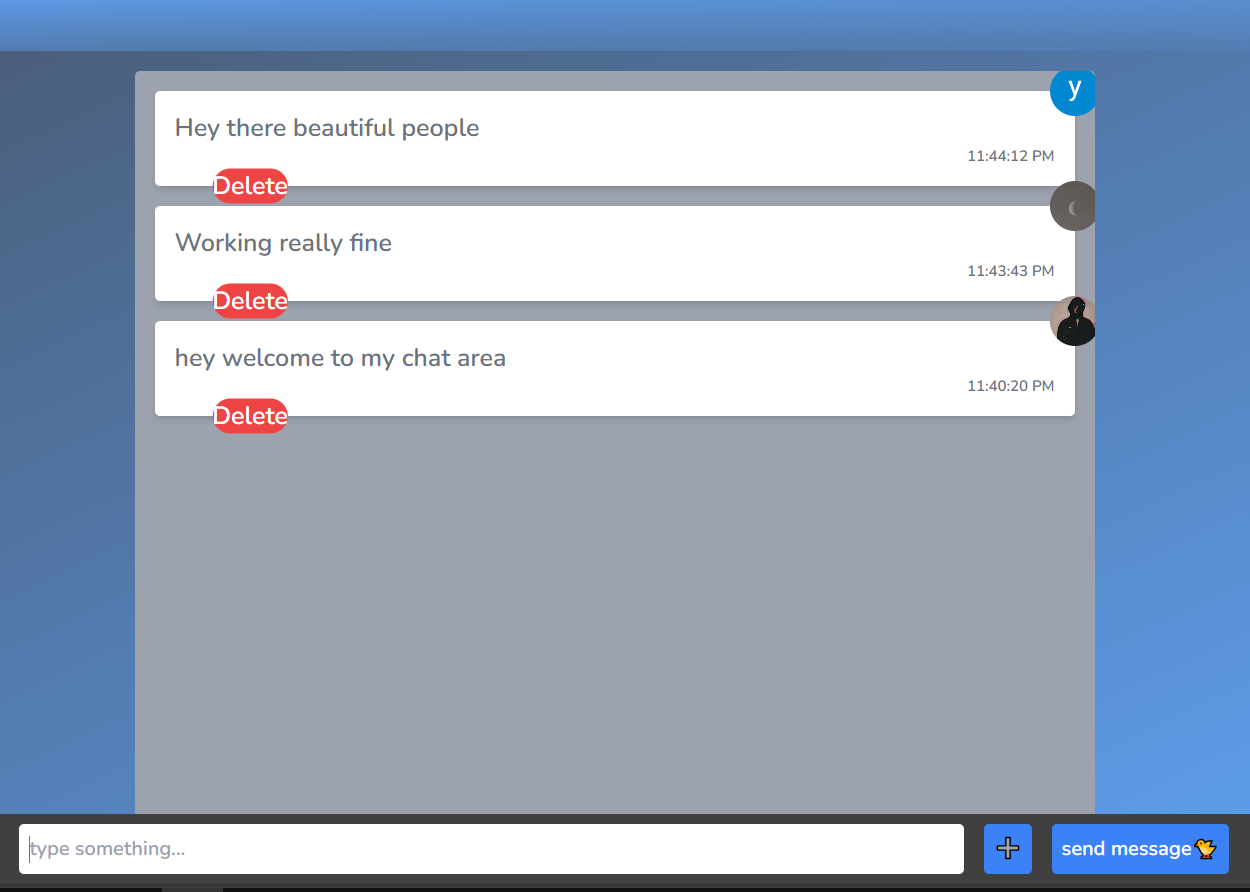 y
Hey there beautiful people
11:44:12 PM
Delete
Working really fine
11:43:43 PM
Delete
hey welcome to my chat area
11:40:20 PM
Delete
type something...
send message🐤